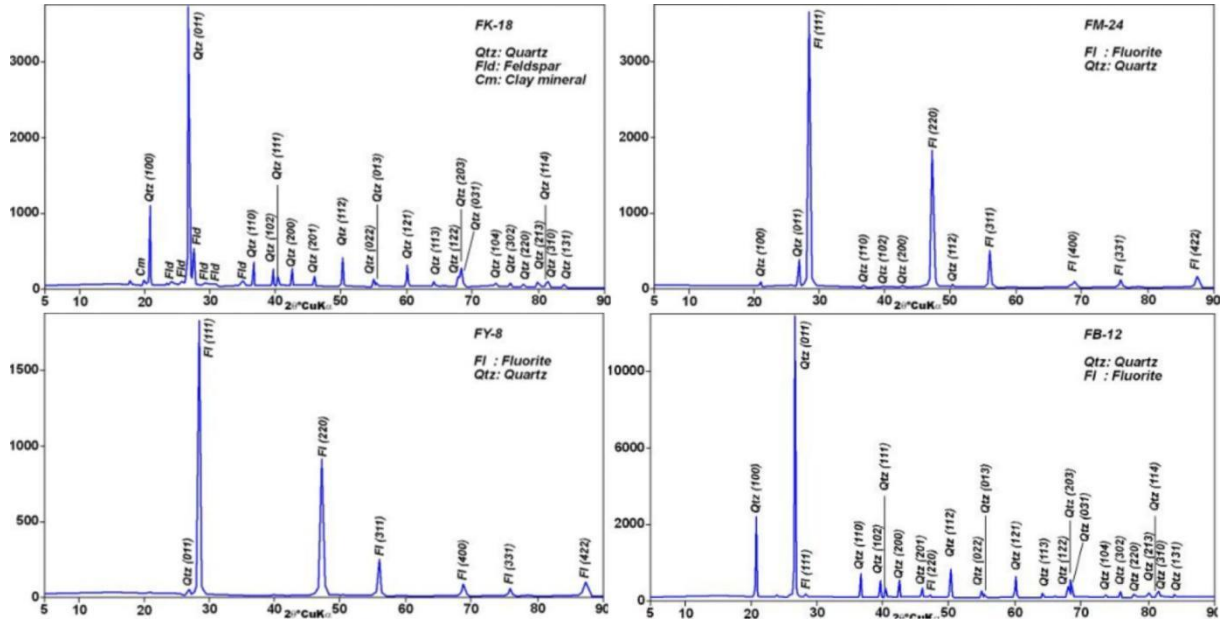 FK-18
Qtz: Quartz
Fld: Feldspar
Cm: Clay mineral
3000
2000
1000
0
Cm
Qtz (100)
Fld
Fld
Qtz (011)
Fld
Fld
Fld
Fld
Qtz (110)
Qtz (102)
Qtz (111)
Qtz (200)
Qtz (201)
Qtz (112)
Qtz (022)
Qtz (013)
Qtz (121)
Qtz (113)
Qtz (122)
Qtz (203)
Qtz (031)
Qtz (104)
Qtz (302)
Qtz (220)
Qtz (213)
Qtz (114)
Qtz (310)
Qtz (131)
5 10 20 30 40 50 60 70 80 90
2θ°CuKα
FM-24
Fl : Fluorite
Qtz: Quartz
3000
2000
1000
0
Qtz (100)
Qtz (011)
Fl (111)
Qtz (110)
Qtz (102)
Qtz (200)
Fl (220)
Qtz (112)
Fl (311)
Fl (400)
Fl (331)
Fl (422)
5 10 20 30 40 50 60 70 80 90
2θ°CuKα
FY-8
Fl : Fluorite
Qtz: Quartz
1500
1000
500
0
Qtz (011)
Fl (111)
Fl (220)
Fl (311)
Fl (400)
Fl (331)
Fl (422)
5 10 20 30 40 50 60 70 80 90
2θ°CuKα
FB-12
Qtz: Quartz
Fl : Fluorite
10000
6000
2000
0
Qtz (100)
Qtz (011)
Fl (111)
Qtz (110)
Qtz (102)
Qtz (111)
Qtz (200)
Qtz (201)
Fl (220)
Qtz (112)
Qtz (022)
Qtz (013)
Qtz (121)
Qtz (113)
Qtz (122)
Qtz (203)
Qtz (031)
Qtz (104)
Qtz (302)
Qtz (220)
Qtz (213)
Qtz (114)
Qtz (310)
Qtz (131)
5 10 20 30 40 50 60 70 80 90
2θ°CuKα